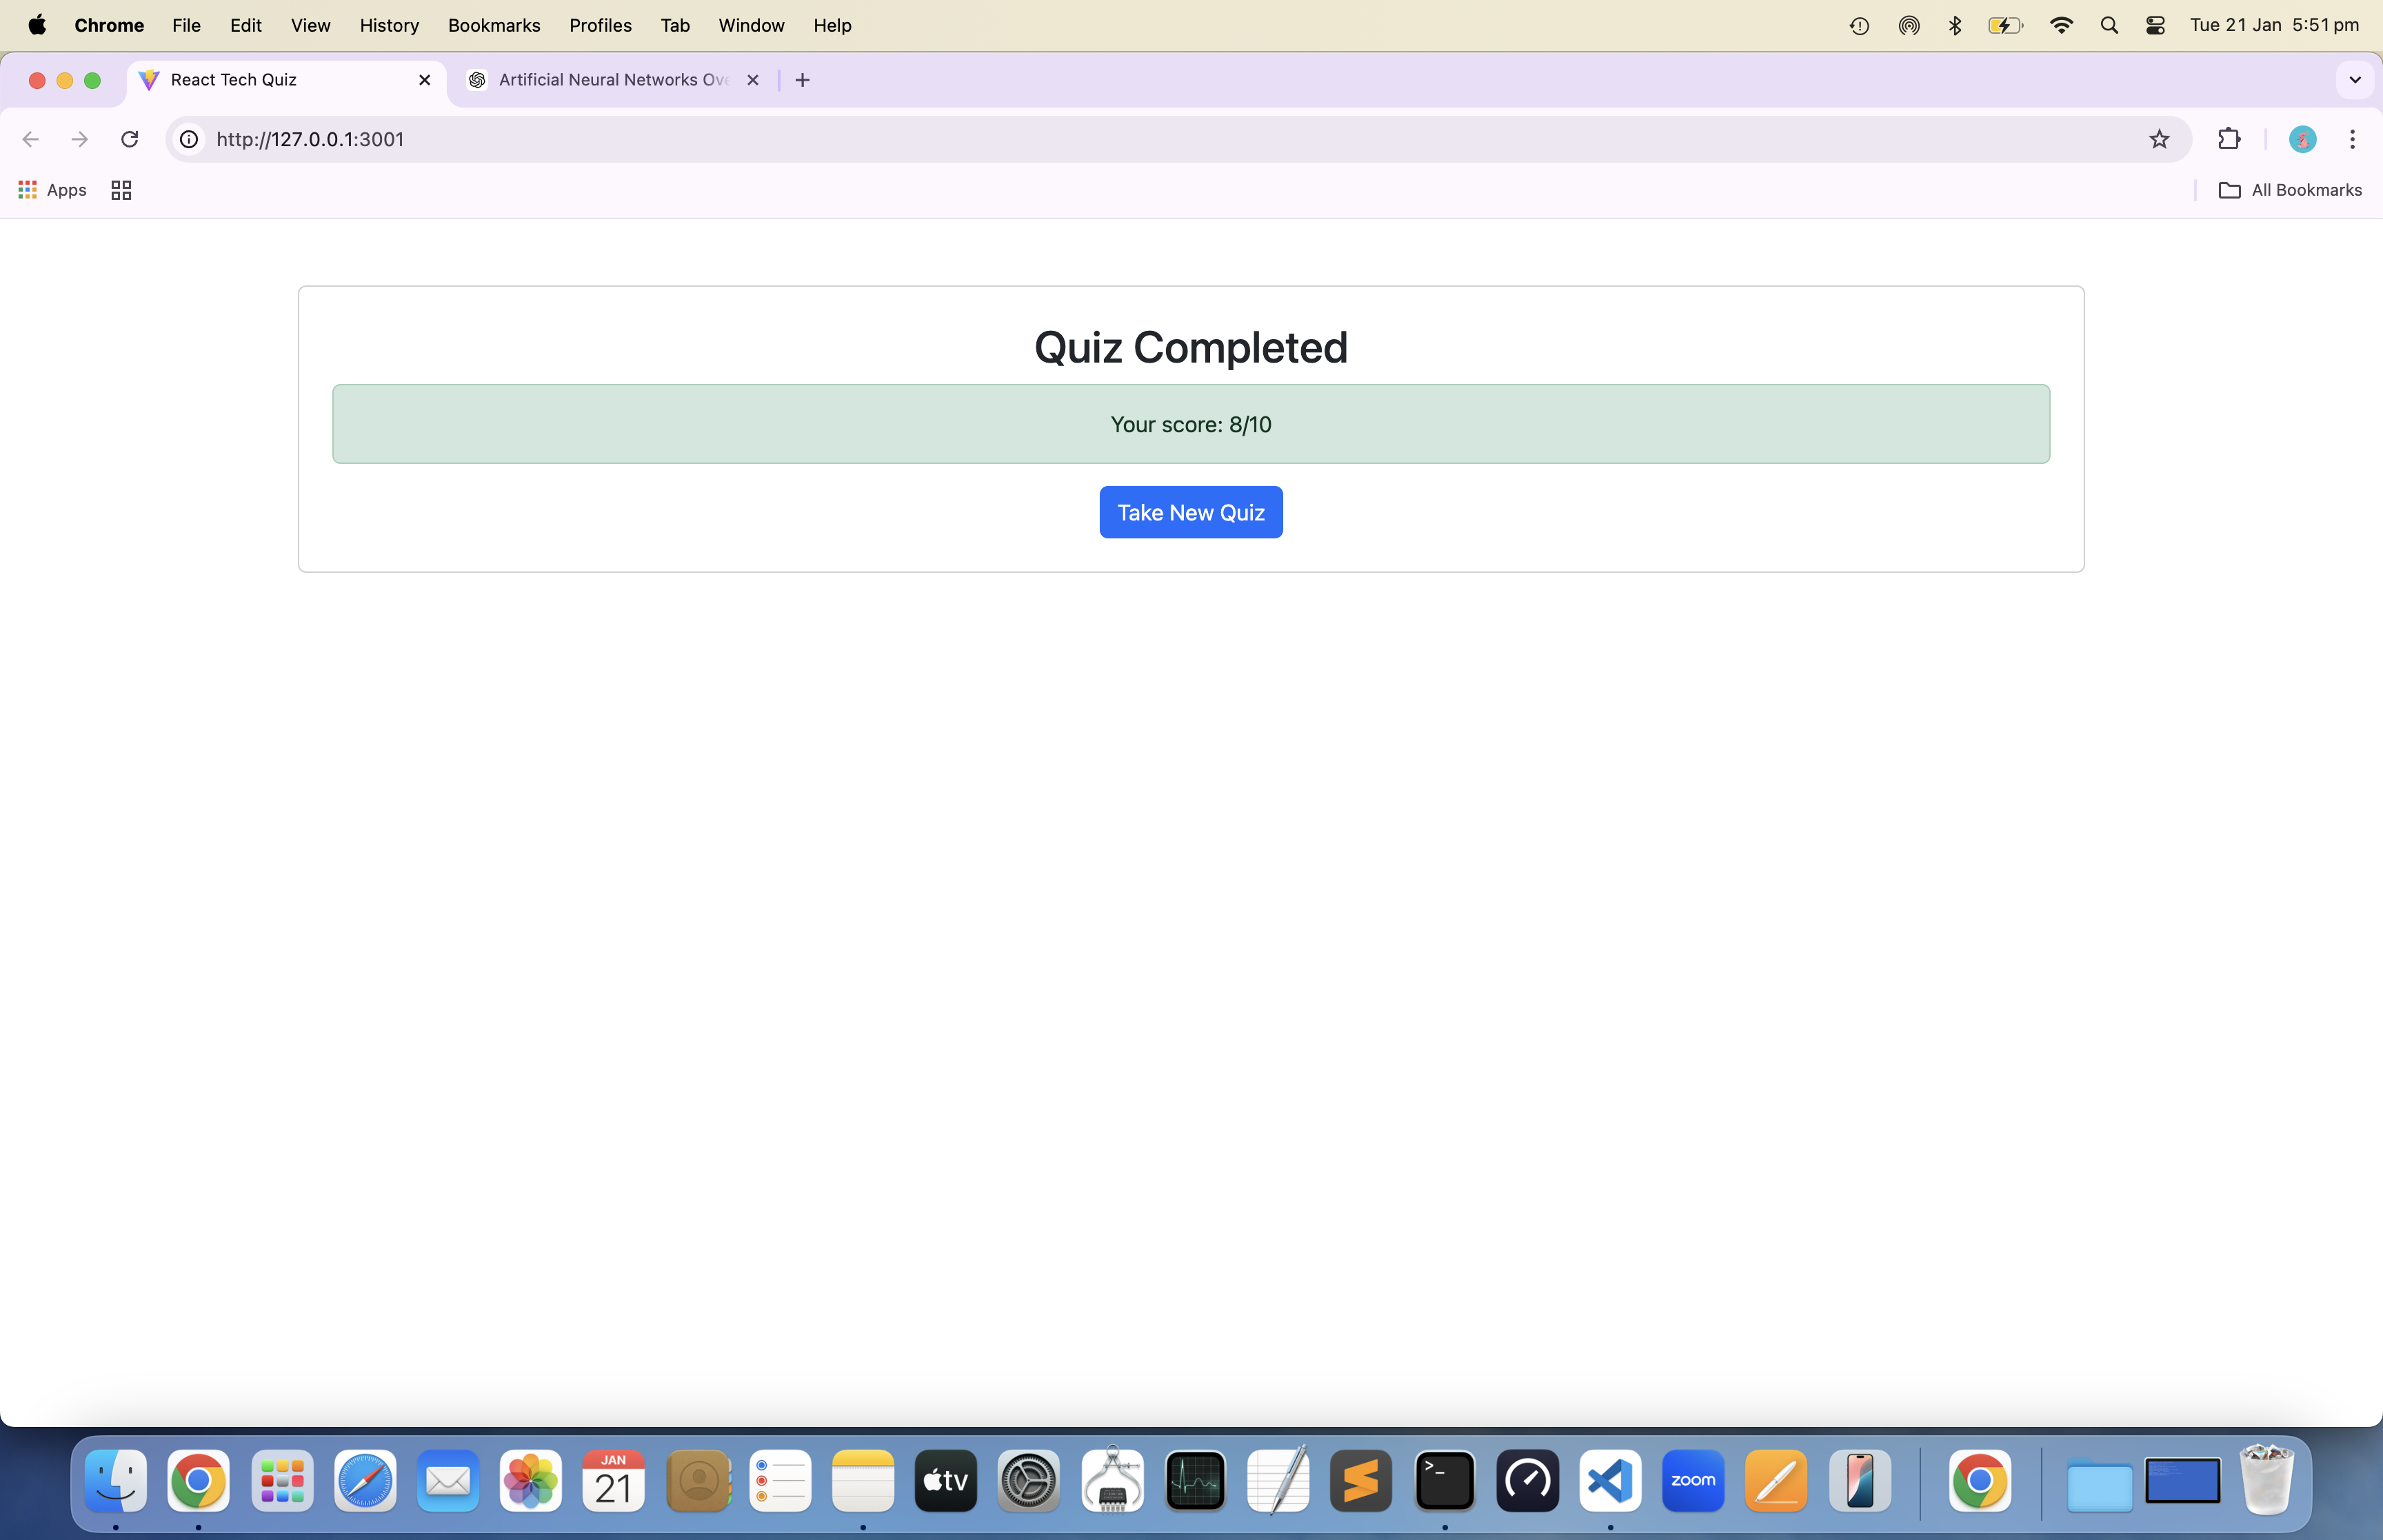 Chrome File Edit View History Bookmarks Profiles Tab Window Help Tue 21 Jan 5:51 pm
React Tech Quiz Artificial Neural Networks Ove
http://127.0.0.1:3001
Apps All Bookmarks
Quiz Completed
Your score: 8/10
Take New Quiz
JAN
21
tv
>_
zoom